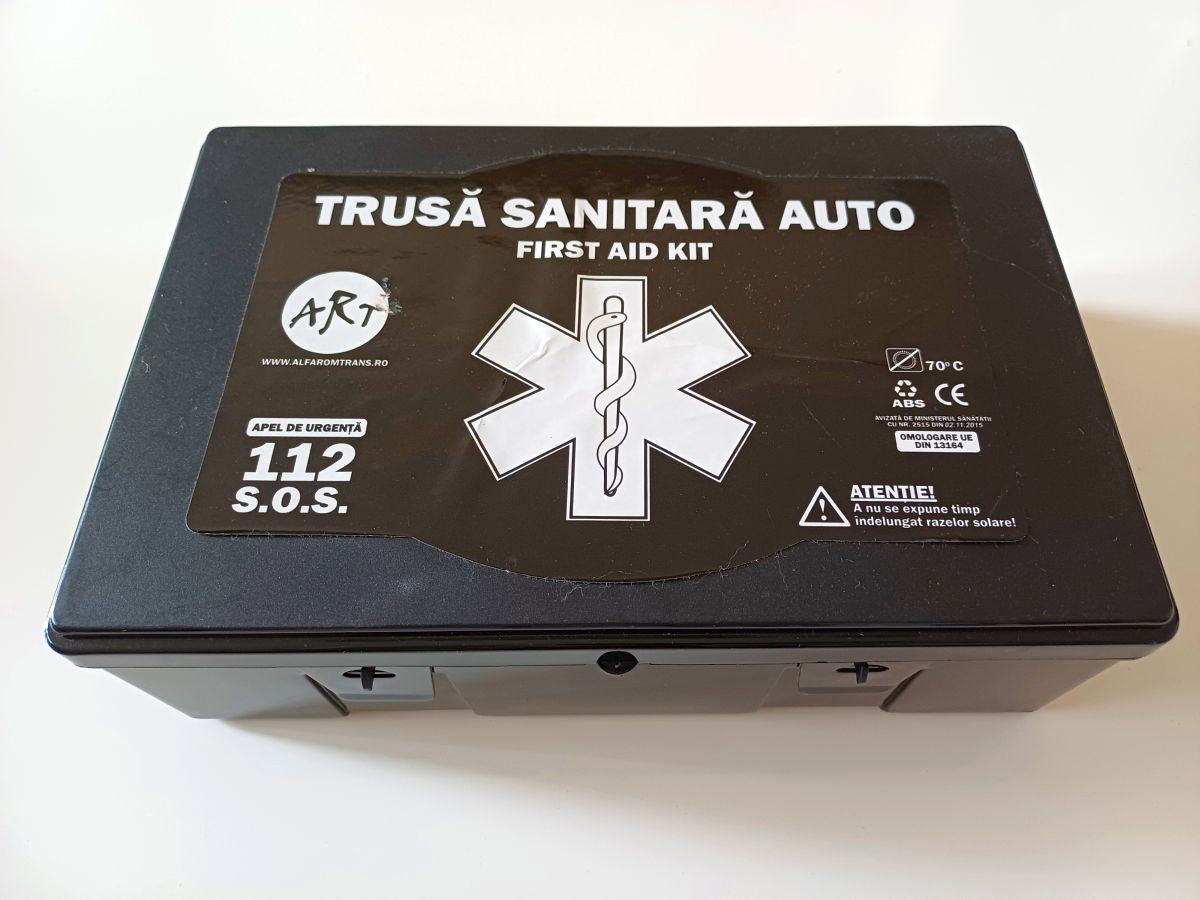 TRUSĂ SANITARĂ AUTO
FIRST AID KIT
ART
WWW.ALFAROMTRANS.RO
APEL DE URGENȚĂ
112
S.O.S.
70° C
ABS
CE
AVIZATĂ DE MINISTERUL SĂNĂTĂȚII
CU NR. 2515 DIN 02.11.2015
OMOLOGARE UE
DIN 13164
ATENTIE!
A nu se expune timp
îndelungat razelor solare!